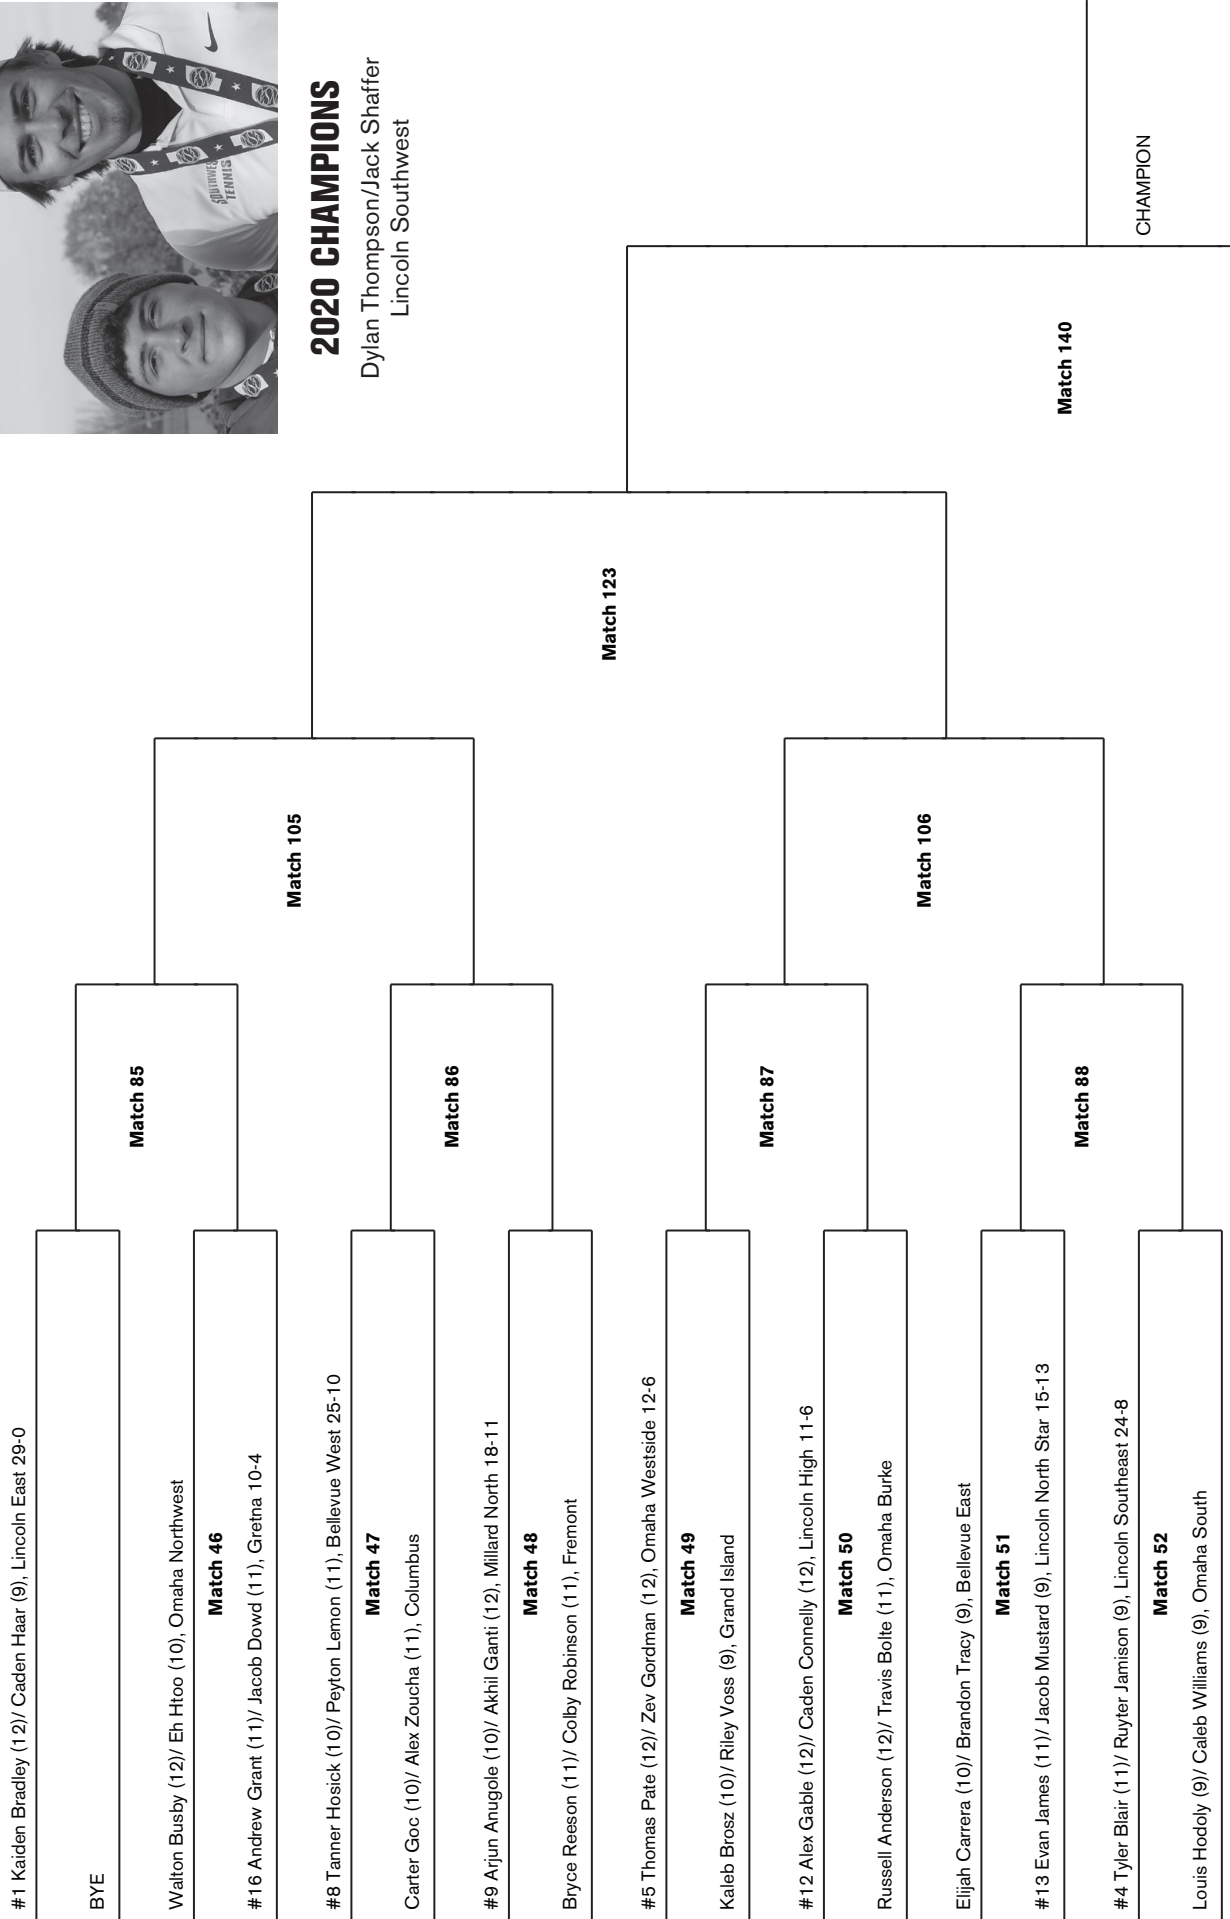 #1 Kaiden Bradley (12)/ Caden Haar (9), Lincoln East 29-0
BYE
Walton Busby (12)/ Eh Htoo (10), Omaha Northwest
Match 46
#16 Andrew Grant (11)/ Jacob Dowd (11), Gretna 10-4
#8 Tanner Hosick (10)/ Peyton Lemon (11), Bellevue West 25-10
Match 47
Carter Goc (10)/ Alex Zoucha (11), Columbus
#9 Arjun Anugole (10)/ Akhil Ganti (12), Millard North 18-11
Match 48
Bryce Reeson (11)/ Colby Robinson (11), Fremont
#5 Thomas Pate (12)/ Zev Gordman (12), Omaha Westside 12-6
Match 49
Kaleb Brosz (10)/ Riley Voss (9), Grand Island
#12 Alex Gable (12)/ Caden Connelly (12), Lincoln High 11-6
Match 50
Russell Anderson (12)/ Travis Bolte (11), Omaha Burke
Elijah Carrera (10)/ Brandon Tracy (9), Bellevue East
Match 51
#13 Evan James (11)/ Jacob Mustard (9), Lincoln North Star 15-13
#4 Tyler Blair (11)/ Ruyter Jamison (9), Lincoln Southeast 24-8
Match 52
Louis Hodoly (9)/ Caleb Williams (9), Omaha South
Match 85
Match 86
Match 87
Match 88
Match 105
Match 106
Match 123
Match 140
CHAMPION
2020 CHAMPIONS
Dylan Thompson/Jack Shaffer
Lincoln Southwest
SOUTHWEST
TENNIS